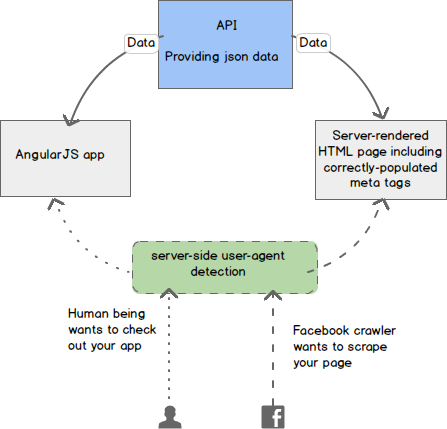 API
Providing json data
Data
Data
AngularJS app
Server-rendered
HTML page including
correctly-populated
meta tags
server-side user-agent
detection
Human being
wants to check
out your app
Facebook crawler
wants to scrape
your page
f